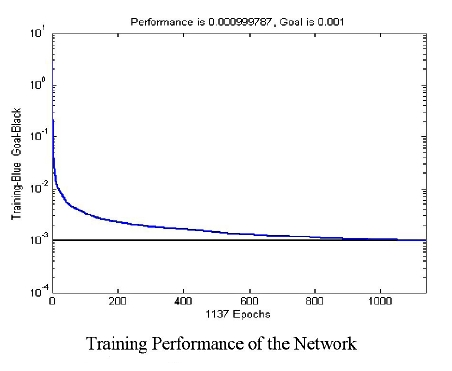 Performance is 0.000999787, Goal is 0.001
10^1
10^0
10^-1
10^-2
10^-3
10^-4
Training-Blue Goal-Black
0 200 400 600 800 1000
1137 Epochs
Training Performance of the Network